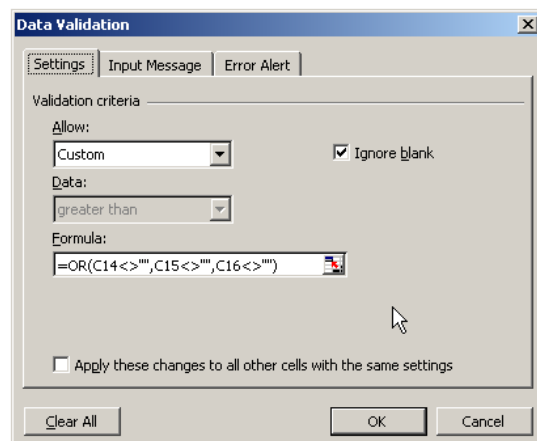 Data Validation
Settings Input Message Error Alert
Validation criteria
Allow:
Custom Ignore blank
Data:
greater than
Formula:
=OR(C14<>"",C15<>"",C16<>"")
Apply these changes to all other cells with the same settings
Clear All OK Cancel